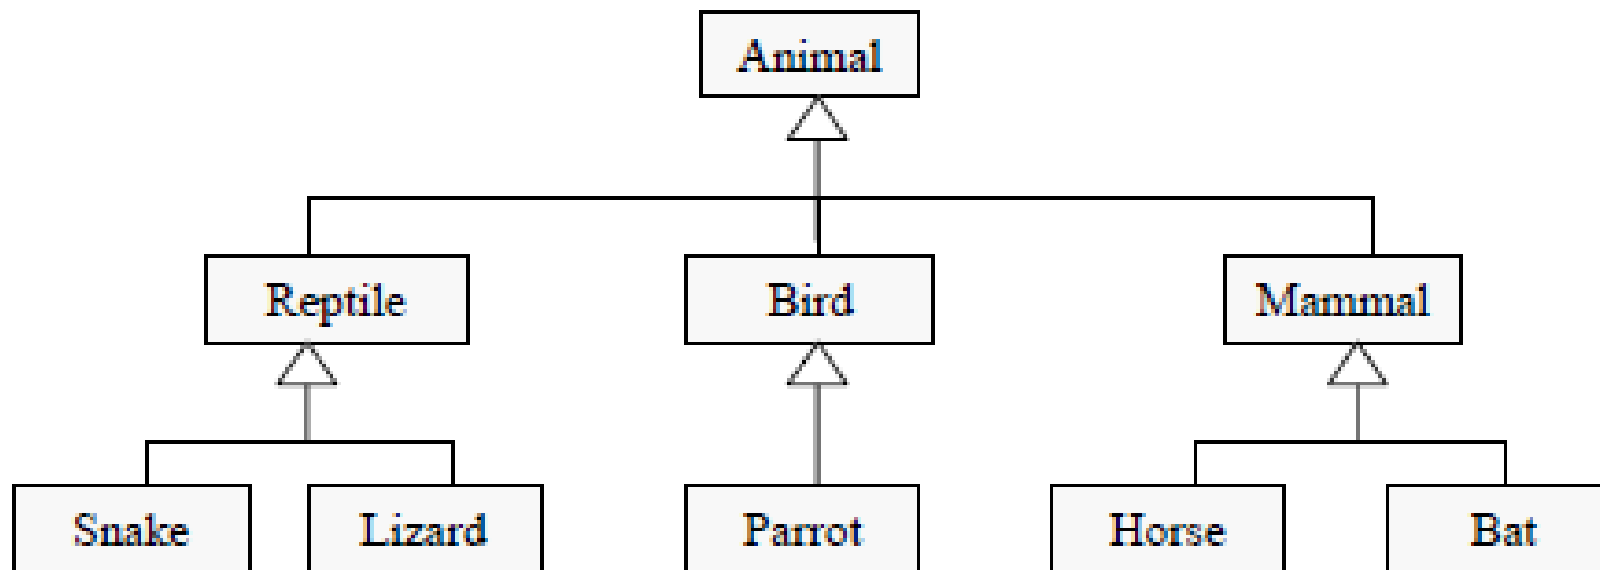 Animal
Reptile
Bird
Mammal
Snake
Lizard
Parrot
Horse
Bat